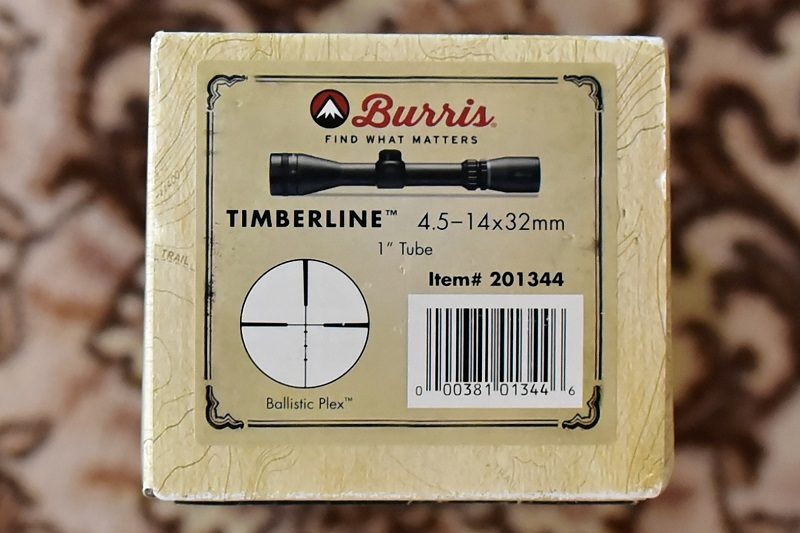 Burris®
FIND WHAT MATTERS
TIMBERLINE™ 4.5–14x32mm
1” Tube
Item# 201344
TRAIL
Ballistic Plex™
0 00381 01344 6